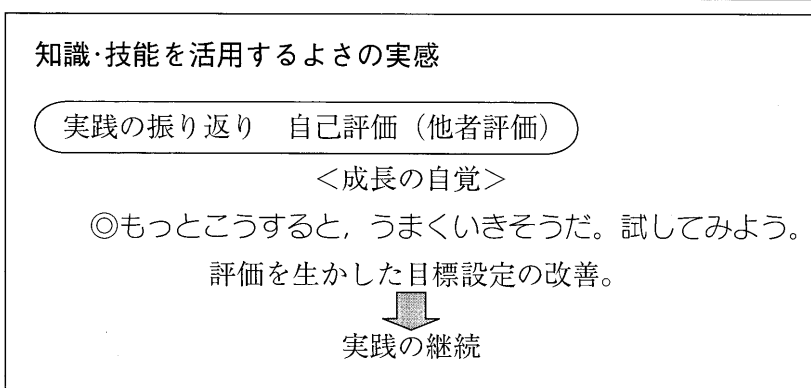 知識・技能を活用するよさの実感
実践の振り返り　自己評価（他者評価）
＜成長の自覚＞
◎もっとこうすると，うまくいきそうだ。試してみよう。
評価を生かした目標設定の改善。
実践の継続